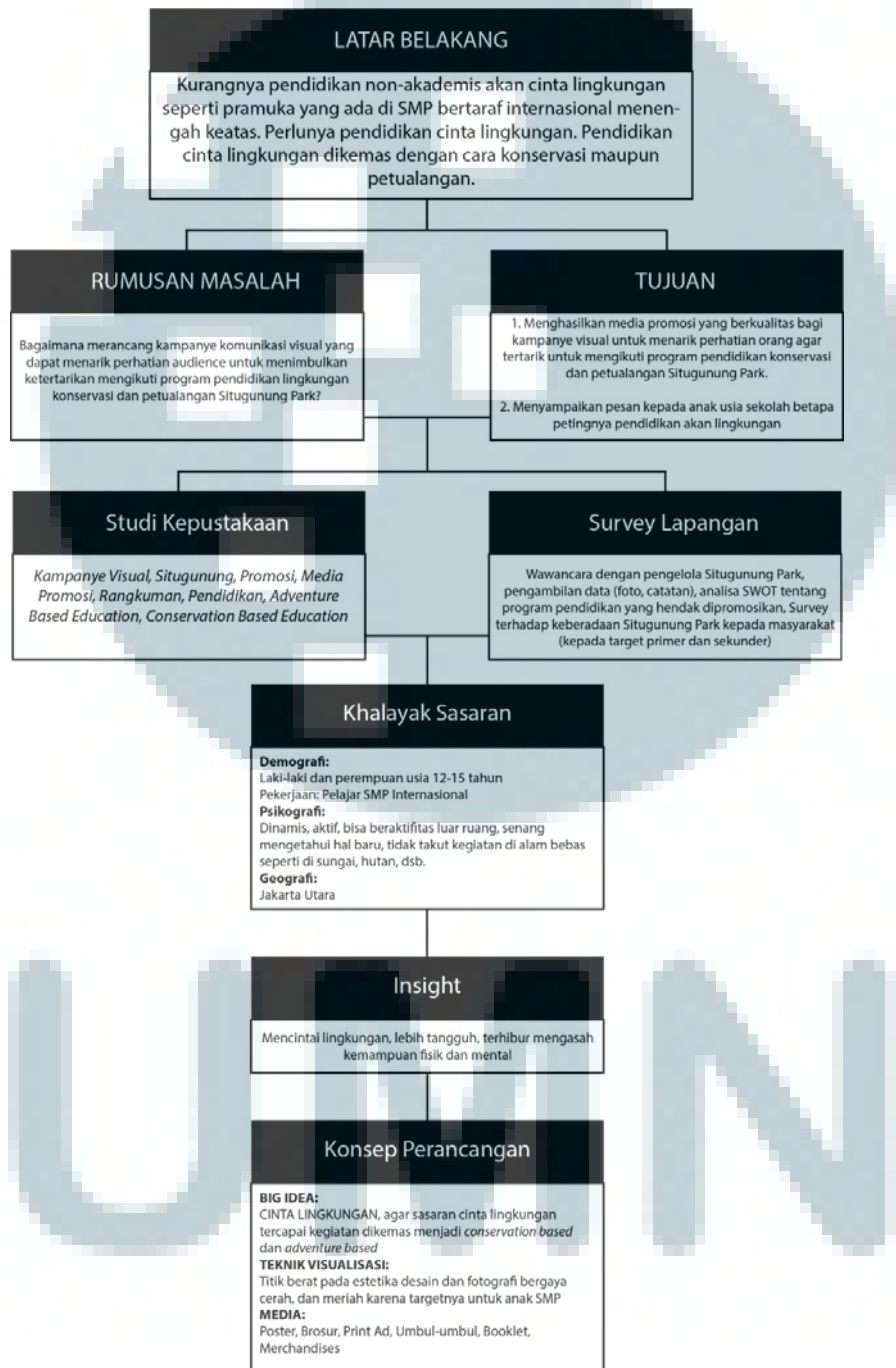 LATAR BELAKANG
Kurangnya pendidikan non-akademis akan cinta lingkungan
seperti pramuka yang ada di SMP bertaraf internasional menen-
gah keatas. Perlunya pendidikan cinta lingkungan. Pendidikan
cinta lingkungan dikemas dengan cara konservasi maupun
petualangan.
RUMUSAN MASALAH
Bagaimana merancang kampanye komunikasi visual yang
dapat menarik perhatian audience untuk menimbulkan
ketertarikan mengikuti program pendidikan lingkungan
konservasi dan petualangan Situgunung Park?
TUJUAN
1. Menghasilkan media promosi yang berkualitas bagi
kampanye visual untuk menarik perhatian orang agar
tertarik untuk mengikuti program pendidikan konservasi
dan petualangan Situgunung Park.
2. Menyampaikan pesan kepada anak usia sekolah betapa
petingnya pendidikan akan lingkungan
Studi Kepustakaan
Kampanye Visual, Situgunung, Promosi, Media
Promosi, Rangkuman, Pendidikan, Adventure
Based Education, Conservation Based Education
Survey Lapangan
Wawancara dengan pengelola Situgunung Park,
pengambilan data (foto, catatan), analisa SWOT tentang
program pendidikan yang hendak dipromosikan, Survey
terhadap keberadaan Situgunung Park kepada masyarakat
(kepada target primer dan sekunder)
Khalayak Sasaran
Demografi:
Laki-laki dan perempuan usia 12-15 tahun
Pekerjaan: Pelajar SMP Internasional
Psikografi:
Dinamis, aktif, bisa beraktifitas luar ruang, senang
mengetahui hal baru, tidak takut kegiatan di alam bebas
seperti di sungai, hutan, dsb.
Geografi:
Jakarta Utara
Insight
Mencintai lingkungan, lebih tangguh, terhibur mengasah
kemampuan fisik dan mental
Konsep Perancangan
BIG IDEA:
CINTA LINGKUNGAN, agar sasaran cinta lingkungan
tercapai kegiatan dikemas menjadi conservation based
dan adventure based
TEKNIK VISUALISASI:
Titik berat pada estetika desain dan fotografi bergaya
cerah, dan meriah karena targetnya untuk anak SMP
MEDIA:
Poster, Brosur, Print Ad, Umbul-umbul, Booklet,
Merchandises
UMN